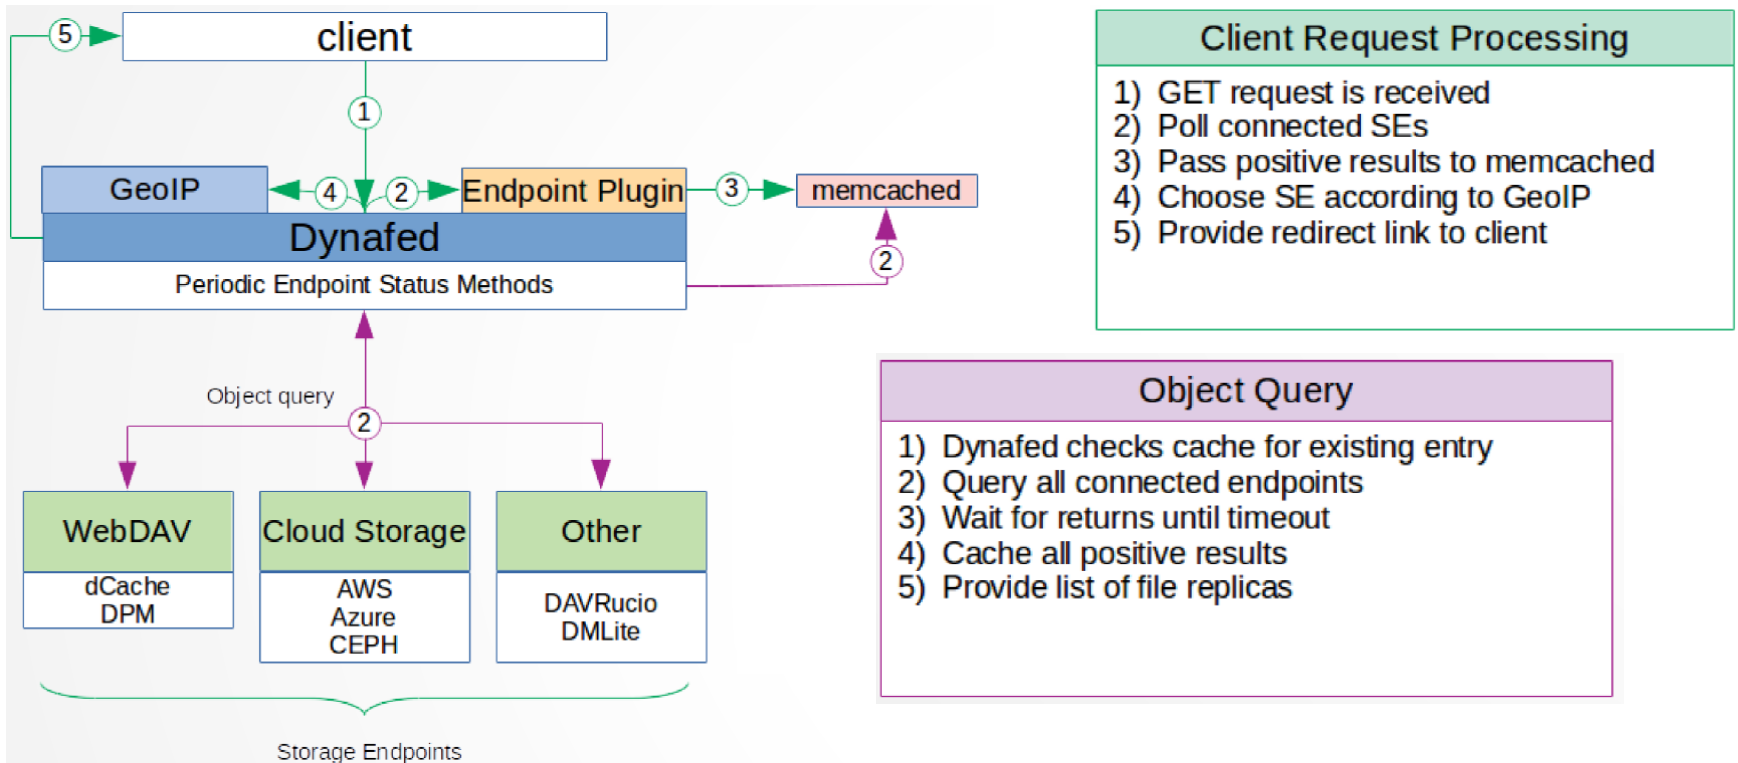 5
client
1
GeoIP
4
2
Endpoint Plugin
3
memcached
Dynafed
2
Periodic Endpoint Status Methods
Object query
2
WebDAV
dCache
DPM
Cloud Storage
AWS
Azure
CEPH
Other
DAVRucio
DMLite
Storage Endpoints
Client Request Processing
1) GET request is received
2) Poll connected SEs
3) Pass positive results to memcached
4) Choose SE according to GeoIP
5) Provide redirect link to client
Object Query
1) Dynafed checks cache for existing entry
2) Query all connected endpoints
3) Wait for returns until timeout
4) Cache all positive results
5) Provide list of file replicas